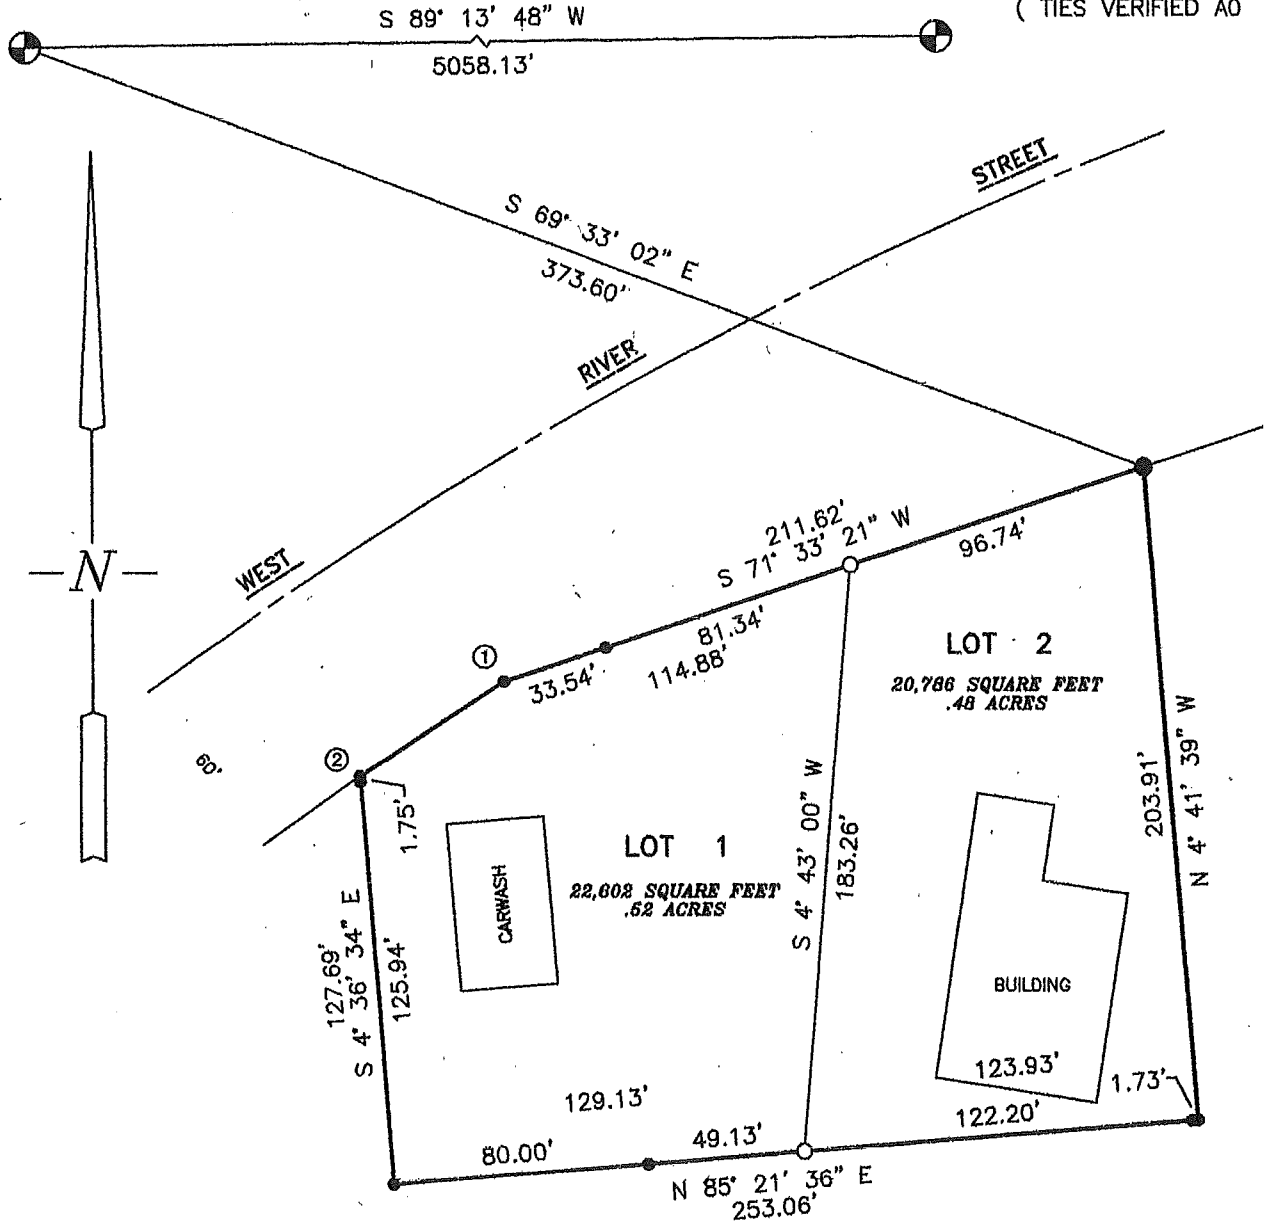 ( TIES VERIFIED AO
S 89° 13' 48" W
5058.13'
STREET
S 69° 33' 02" E
373.60'
RIVER
WEST
N
211.62'
S 71° 33' 21" W
96.74'
81.34'
114.88'
33.54'
①
②
60'
1.75'
LOT 2
20,786 SQUARE FEET
.48 ACRES
203.91'
N 4° 41' 39" W
S 4° 43' 00" W
183.26'
LOT 1
22,602 SQUARE FEET
.52 ACRES
CARWASH
127.69'
S 4° 36' 34" E
125.94'
BUILDING
123.93'
1.73'
122.20'
129.13'
49.13'
80.00'
N 85° 21' 36" E
253.06'